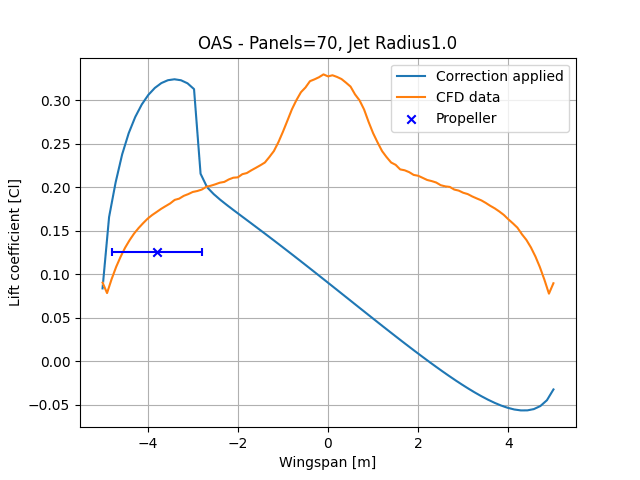 OAS - Panels=70, Jet Radius1.0
Correction applied
CFD data
Propeller
Lift coefficient [Cl]
0.30
0.25
0.20
0.15
0.10
0.05
0.00
−0.05
−4
−2
0
2
4
Wingspan [m]